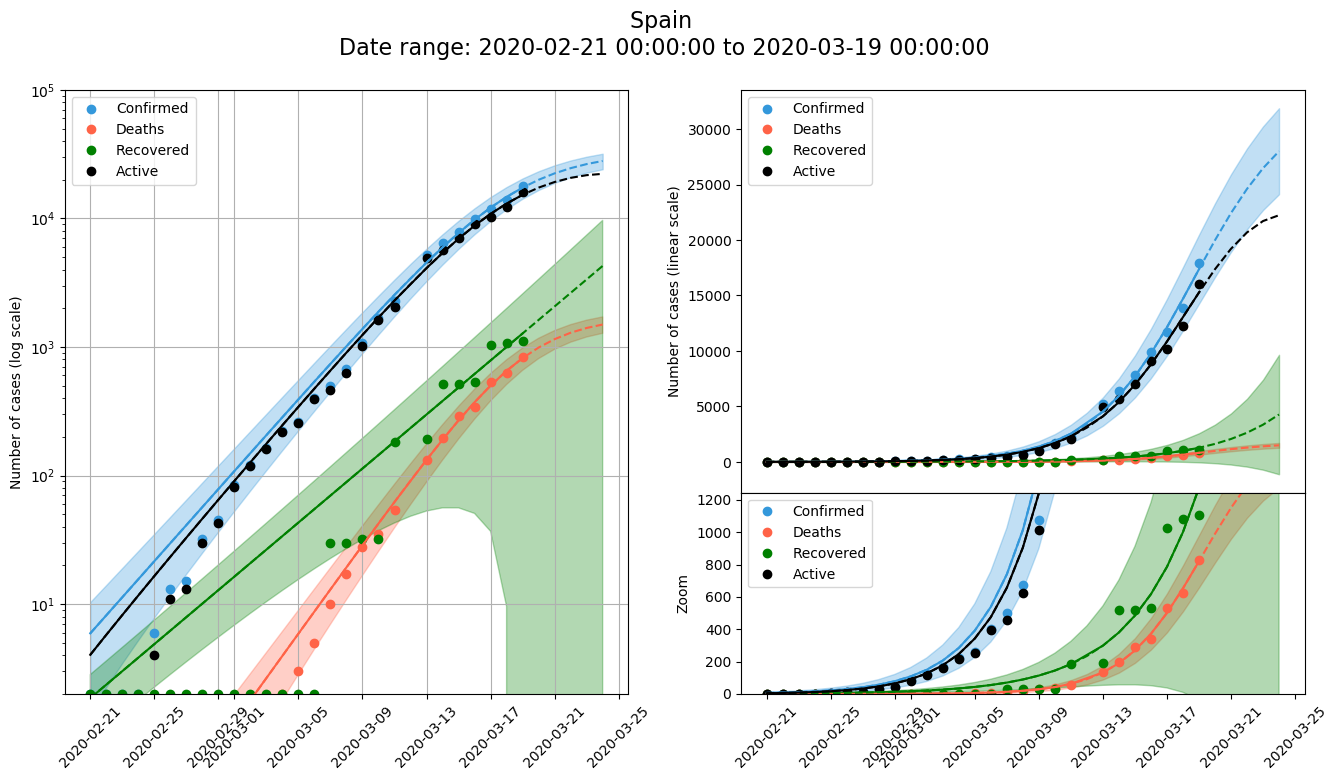 Spain
Date range: 2020-02-21 00:00:00 to 2020-03-19 00:00:00
Number of cases (log scale)
10^5
10^4
10^3
10^2
10^1
Confirmed
Deaths
Recovered
Active
2020-02-21
2020-02-25
2020-02-29
2020-03-01
2020-03-05
2020-03-09
2020-03-13
2020-03-17
2020-03-21
2020-03-25
Number of cases (linear scale)
30000
25000
20000
15000
10000
5000
0
Confirmed
Deaths
Recovered
Active
Zoom
1200
1000
800
600
400
200
0
Confirmed
Deaths
Recovered
Active
2020-02-21
2020-02-25
2020-02-29
2020-03-01
2020-03-05
2020-03-09
2020-03-13
2020-03-17
2020-03-21
2020-03-25